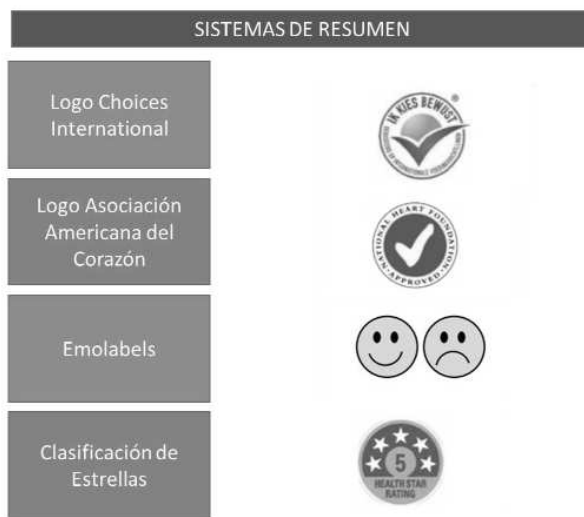 SISTEMAS DE RESUMEN
Logo Choices
International
IK KIES BEWUST
®
Logo Asociación
Americana del
Corazón
NATIONAL HEART FOUNDATION
APPROVED
Emolabels
Clasificación de
Estrellas
5
HEALTH STAR
RATING